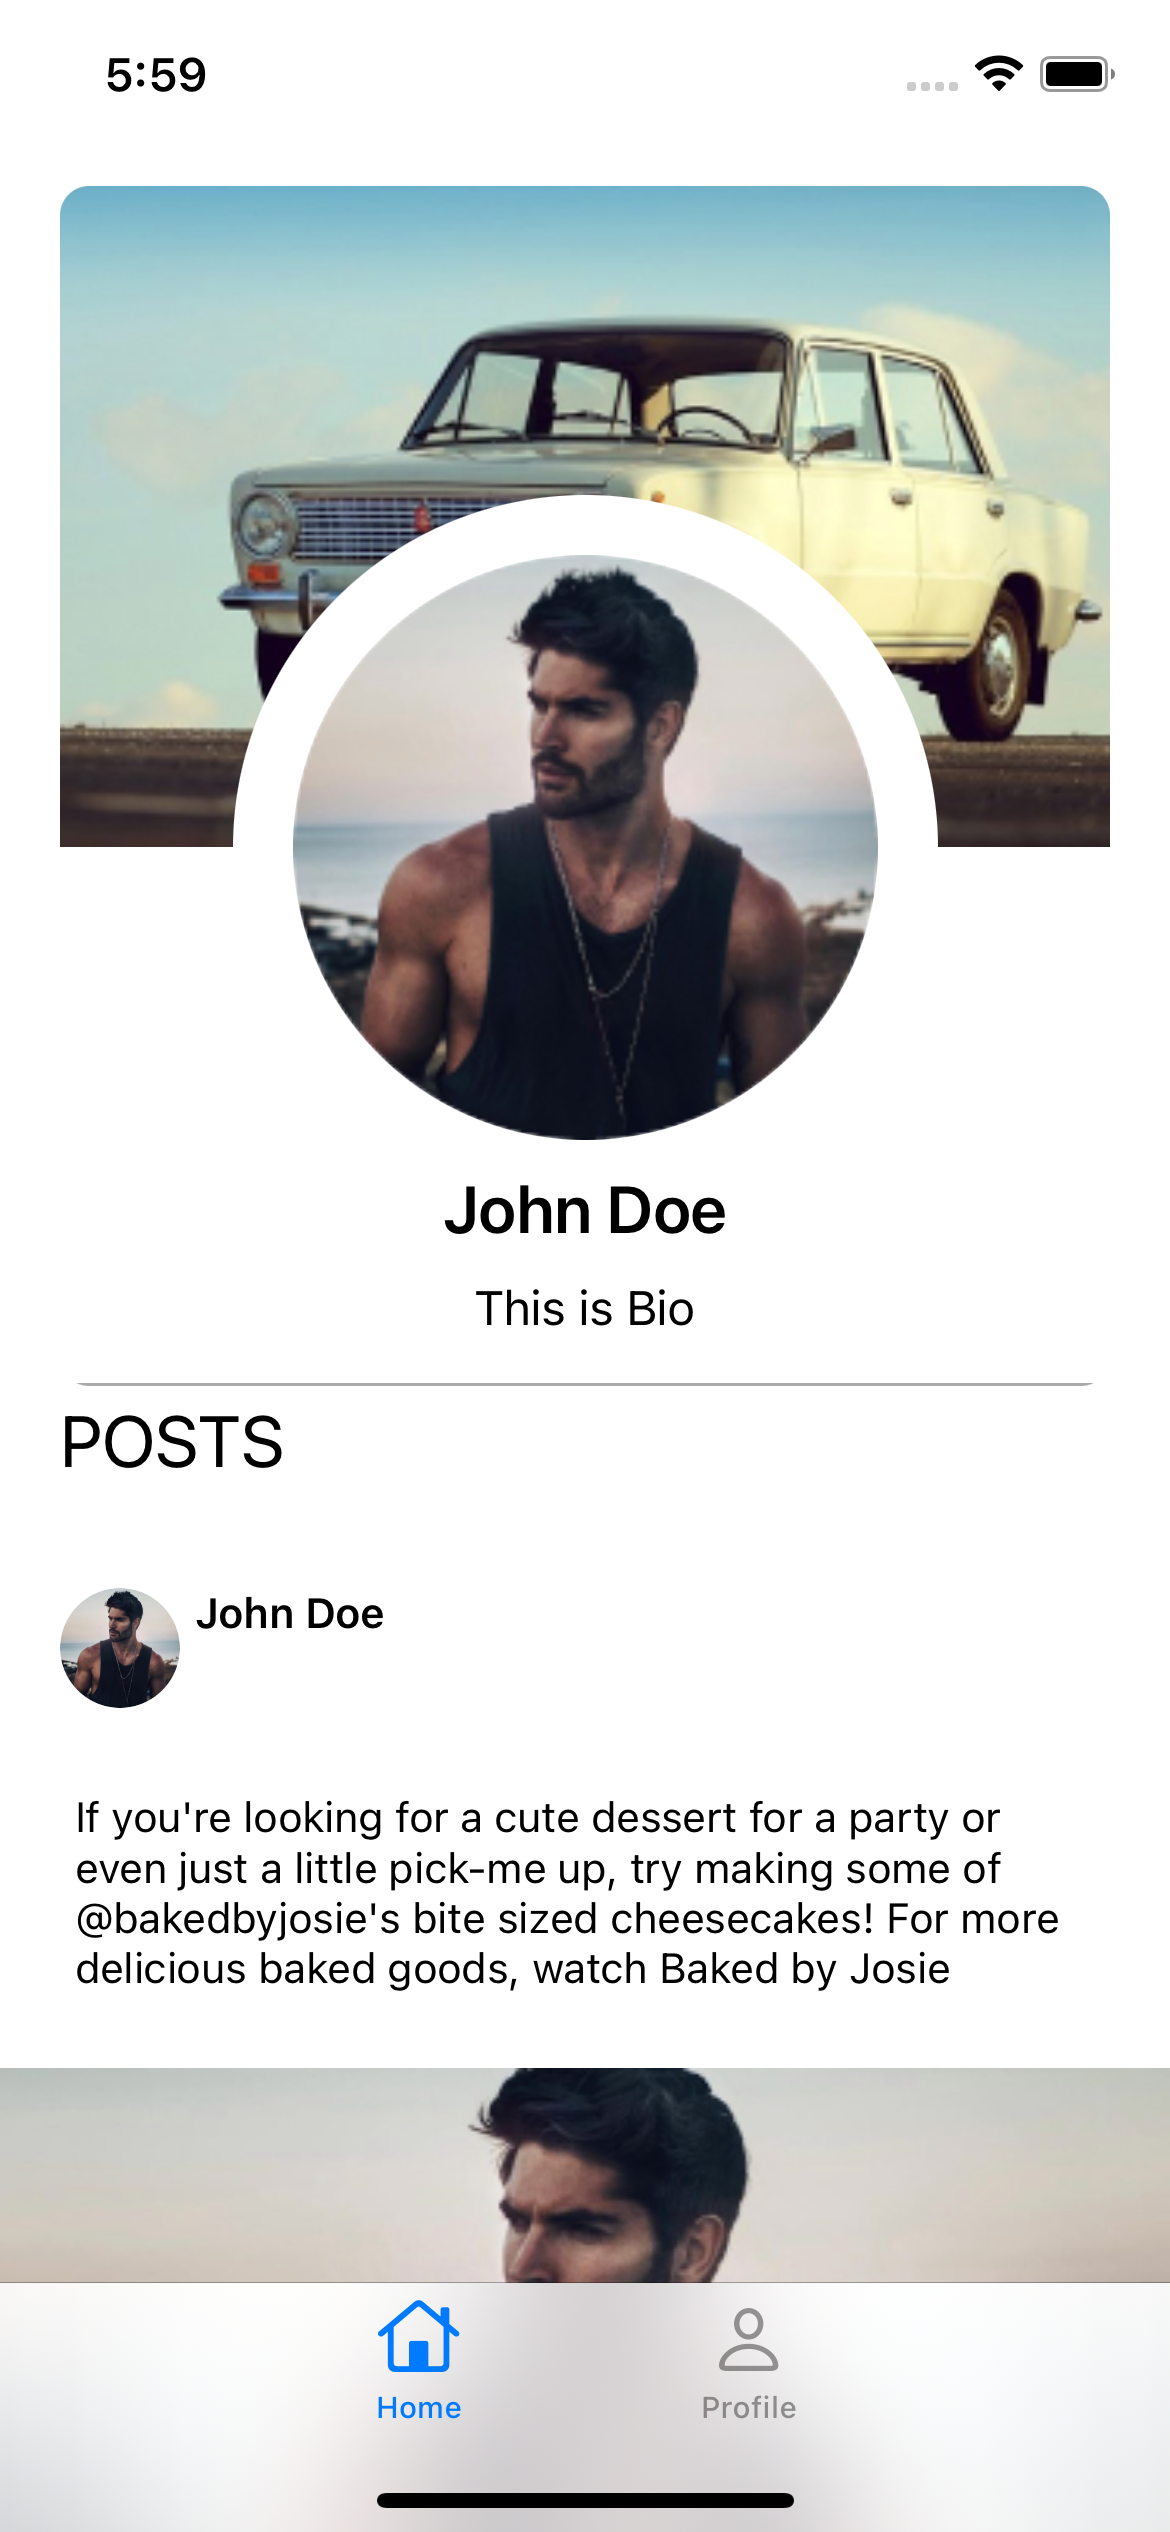 5:59
John Doe
This is Bio
POSTS
John Doe
If you're looking for a cute dessert for a party or
even just a little pick-me up, try making some of
@bakedbyjosie's bite sized cheesecakes! For more
delicious baked goods, watch Baked by Josie
Home
Profile